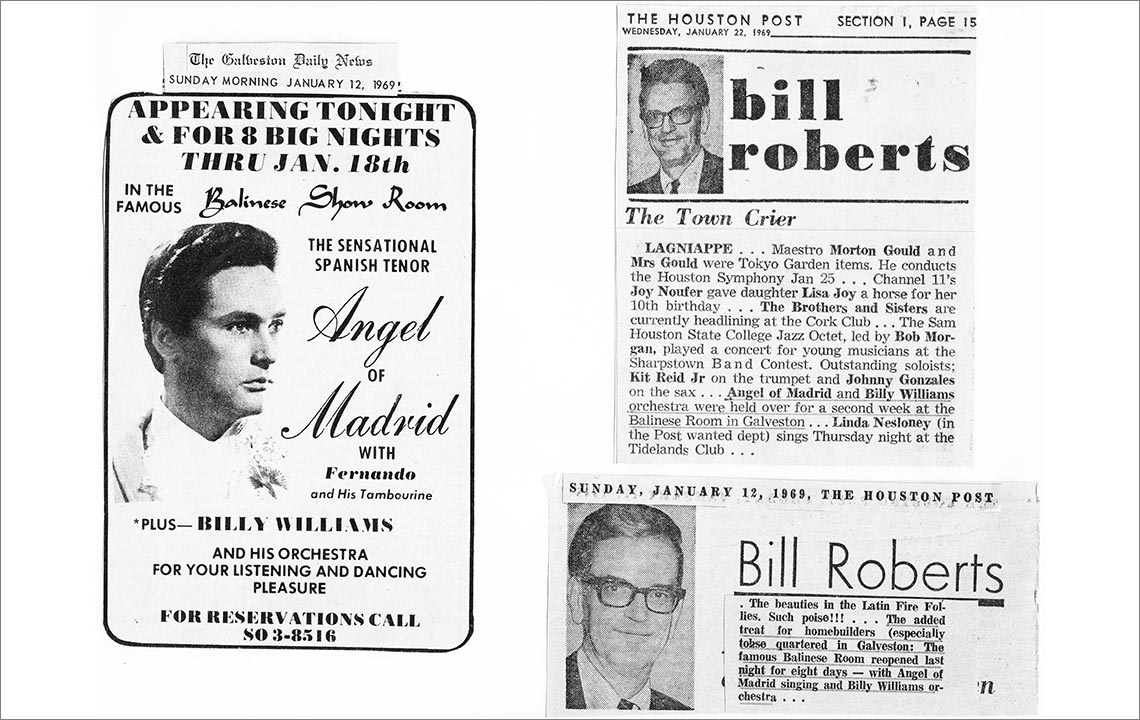 The Galveston Daily News
SUNDAY MORNING JANUARY 12, 1969
APPEARING TONIGHT
& FOR 8 BIG NIGHTS
THRU JAN. 18th
IN THE
FAMOUS Balinese Show Room
THE SENSATIONAL
SPANISH TENOR
Angel
OF
Madrid
WITH
Fernando
and His Tambourine
*PLUS— BILLY WILLIAMS
AND HIS ORCHESTRA
FOR YOUR LISTENING AND DANCING
PLEASURE
FOR RESERVATIONS CALL
SO 3-8516
THE HOUSTON POST SECTION 1, PAGE 15
WEDNESDAY, JANUARY 22, 1969
bill
roberts
The Town Crier
LAGNIAPPE . . . Maestro Morton Gould and
Mrs Gould were Tokyo Garden items. He conducts
the Houston Symphony Jan 25 . . . Channel 11's
Joy Noufer gave daughter Lisa Joy a horse for her
10th birthday . . . The Brothers and Sisters are
currently headlining at the Cork Club . . . The Sam
Houston State College Jazz Octet, led by Bob Mor-
gan, played a concert for young musicians at the
Sharpstown Band Contest. Outstanding soloists;
Kit Reid Jr on the trumpet and Johnny Gonzales
on the sax . . . Angel of Madrid and Billy Williams
orchestra were held over for a second week at the
Balinese Room in Galveston . . . Linda Nesloney (in
the Post wanted dept) sings Thursday night at the
Tidelands Club . . .
SUNDAY, JANUARY 12, 1969, THE HOUSTON POST
Bill Roberts
. The beauties in the Latin Fire Fol-
lies. Such poise!!! . . . The added
treat for homebuilders (especially
tobse quartered in Galveston: The
famous Balinese Room reopened last
night for eight days — with Angel of
Madrid singing and Billy Williams or-
chestra . . .